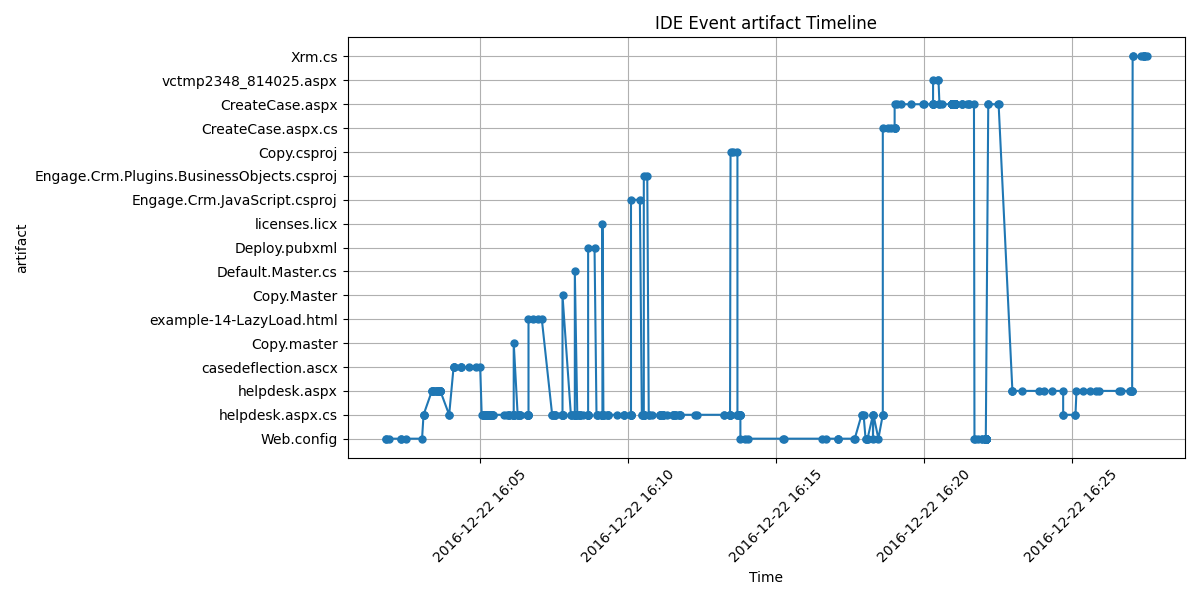 IDE Event artifact Timeline
Xrm.cs
vctmp2348_814025.aspx
CreateCase.aspx
CreateCase.aspx.cs
Copy.csproj
Engage.Crm.Plugins.BusinessObjects.csproj
Engage.Crm.JavaScript.csproj
licenses.licx
Deploy.pubxml
Default.Master.cs
Copy.Master
example-14-LazyLoad.html
Copy.master
casedeflection.ascx
helpdesk.aspx
helpdesk.aspx.cs
Web.config
artifact
2016-12-22 16:05
2016-12-22 16:10
2016-12-22 16:15
2016-12-22 16:20
2016-12-22 16:25
Time